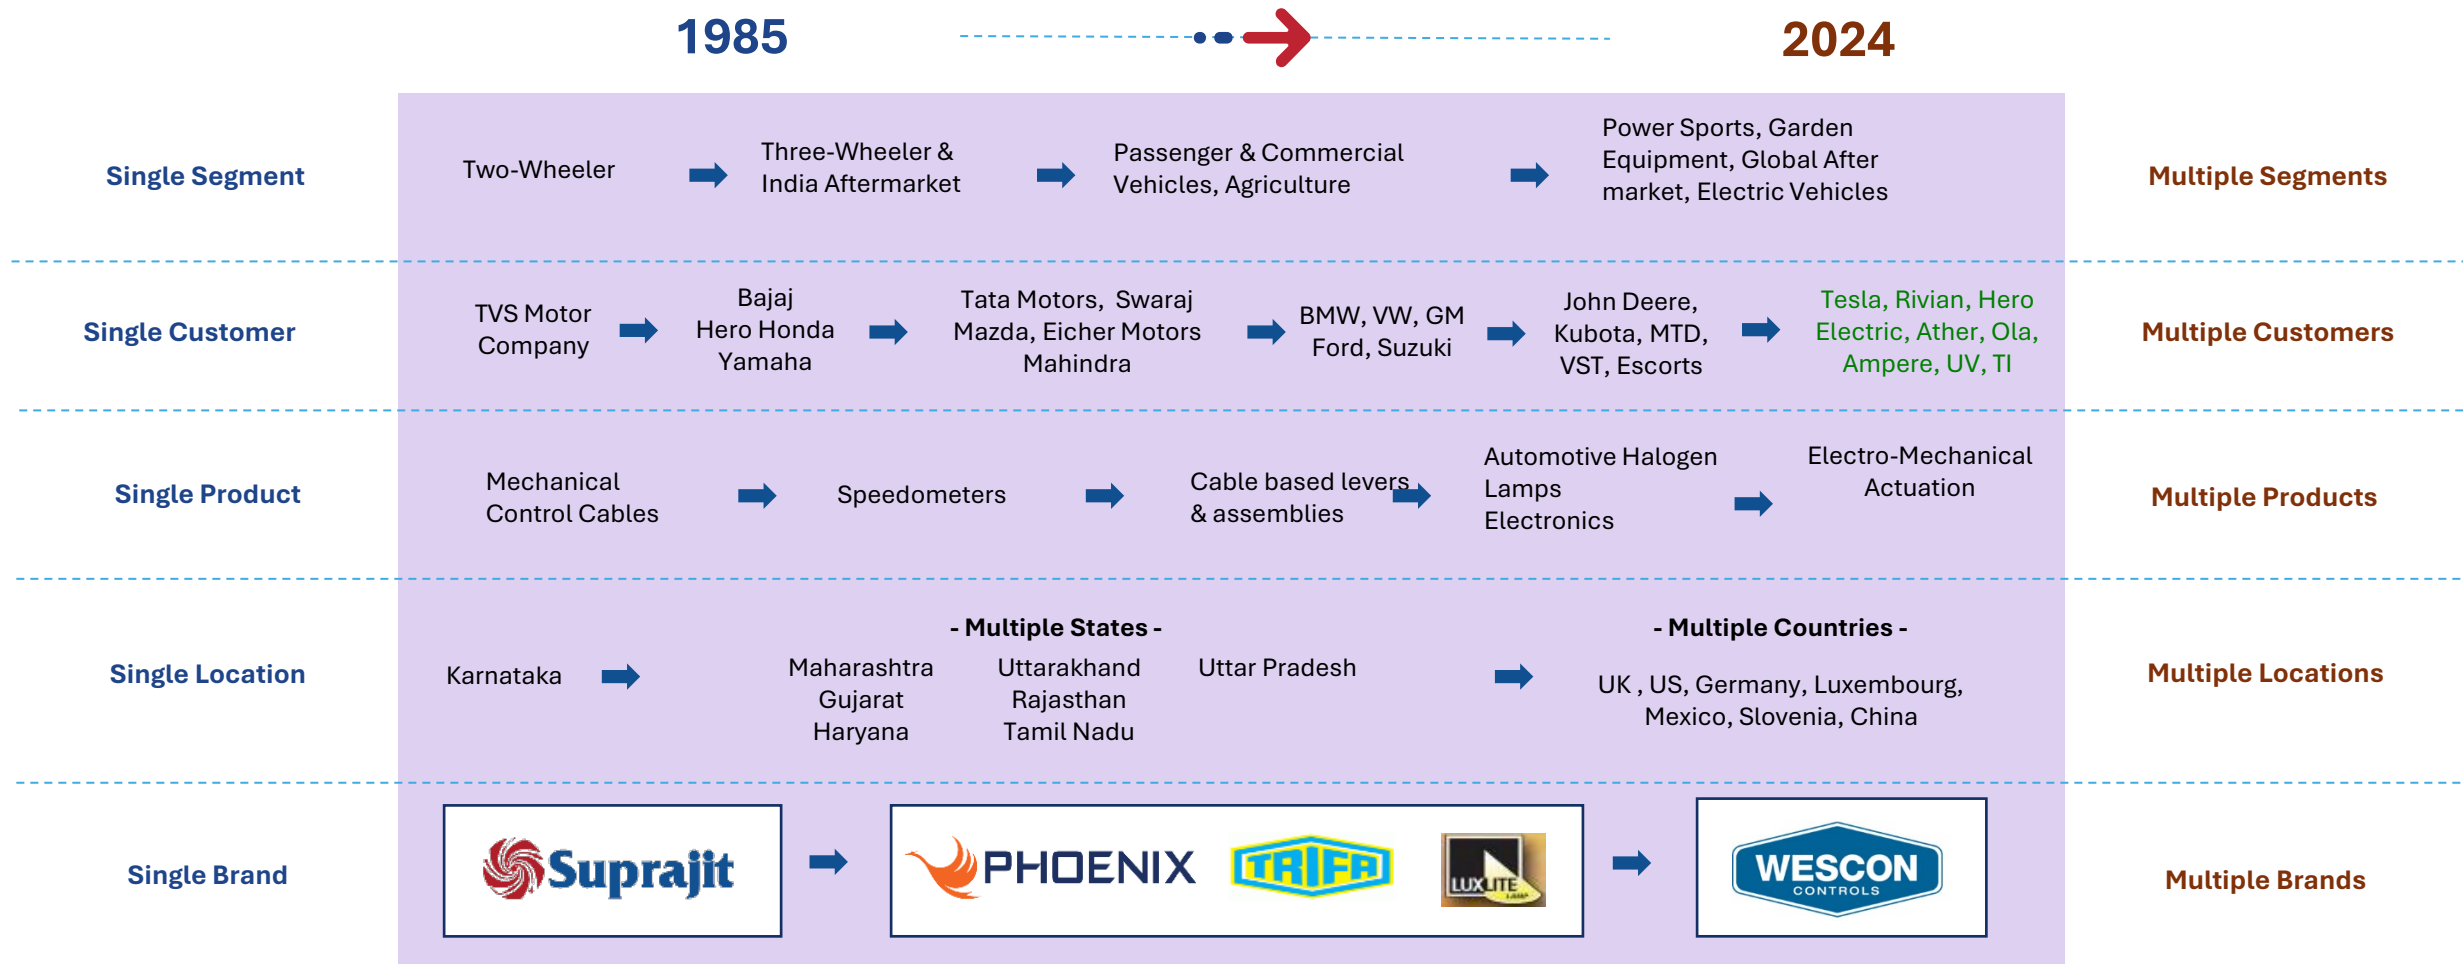 1985
2024
Single Segment
Two-Wheeler
Three-Wheeler &
India Aftermarket
Passenger & Commercial
Vehicles, Agriculture
Power Sports, Garden
Equipment, Global After
market, Electric Vehicles
Multiple Segments
Single Customer
TVS Motor
Company
Bajaj
Hero Honda
Yamaha
Tata Motors, Swaraj
Mazda, Eicher Motors
Mahindra
BMW, VW, GM
Ford, Suzuki
John Deere,
Kubota, MTD,
VST, Escorts
Tesla, Rivian, Hero
Electric, Ather, Ola,
Ampere, UV, TI
Multiple Customers
Single Product
Mechanical
Control Cables
Speedometers
Cable based levers
& assemblies
Automotive Halogen
Lamps
Electronics
Electro-Mechanical
Actuation
Multiple Products
Single Location
Karnataka
- Multiple States -
Maharashtra
Gujarat
Haryana
Uttarakhand
Rajasthan
Tamil Nadu
Uttar Pradesh
- Multiple Countries -
UK , US, Germany, Luxembourg,
Mexico, Slovenia, China
Multiple Locations
Single Brand
Suprajit
PHOENIX
TRIFA
LUXLITE
LAMP
WESCON
CONTROLS
Multiple Brands